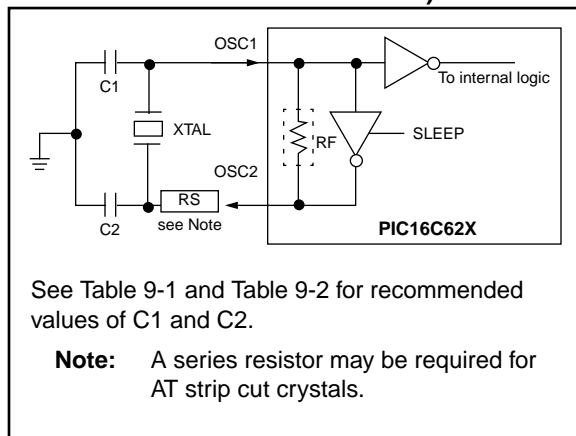 OSC1
C1
To internal logic
XTAL
RF
SLEEP
OSC2
RS
C2
see Note
PIC16C62X
See Table 9-1 and Table 9-2 for recommended
values of C1 and C2.
Note: A series resistor may be required for
AT strip cut crystals.